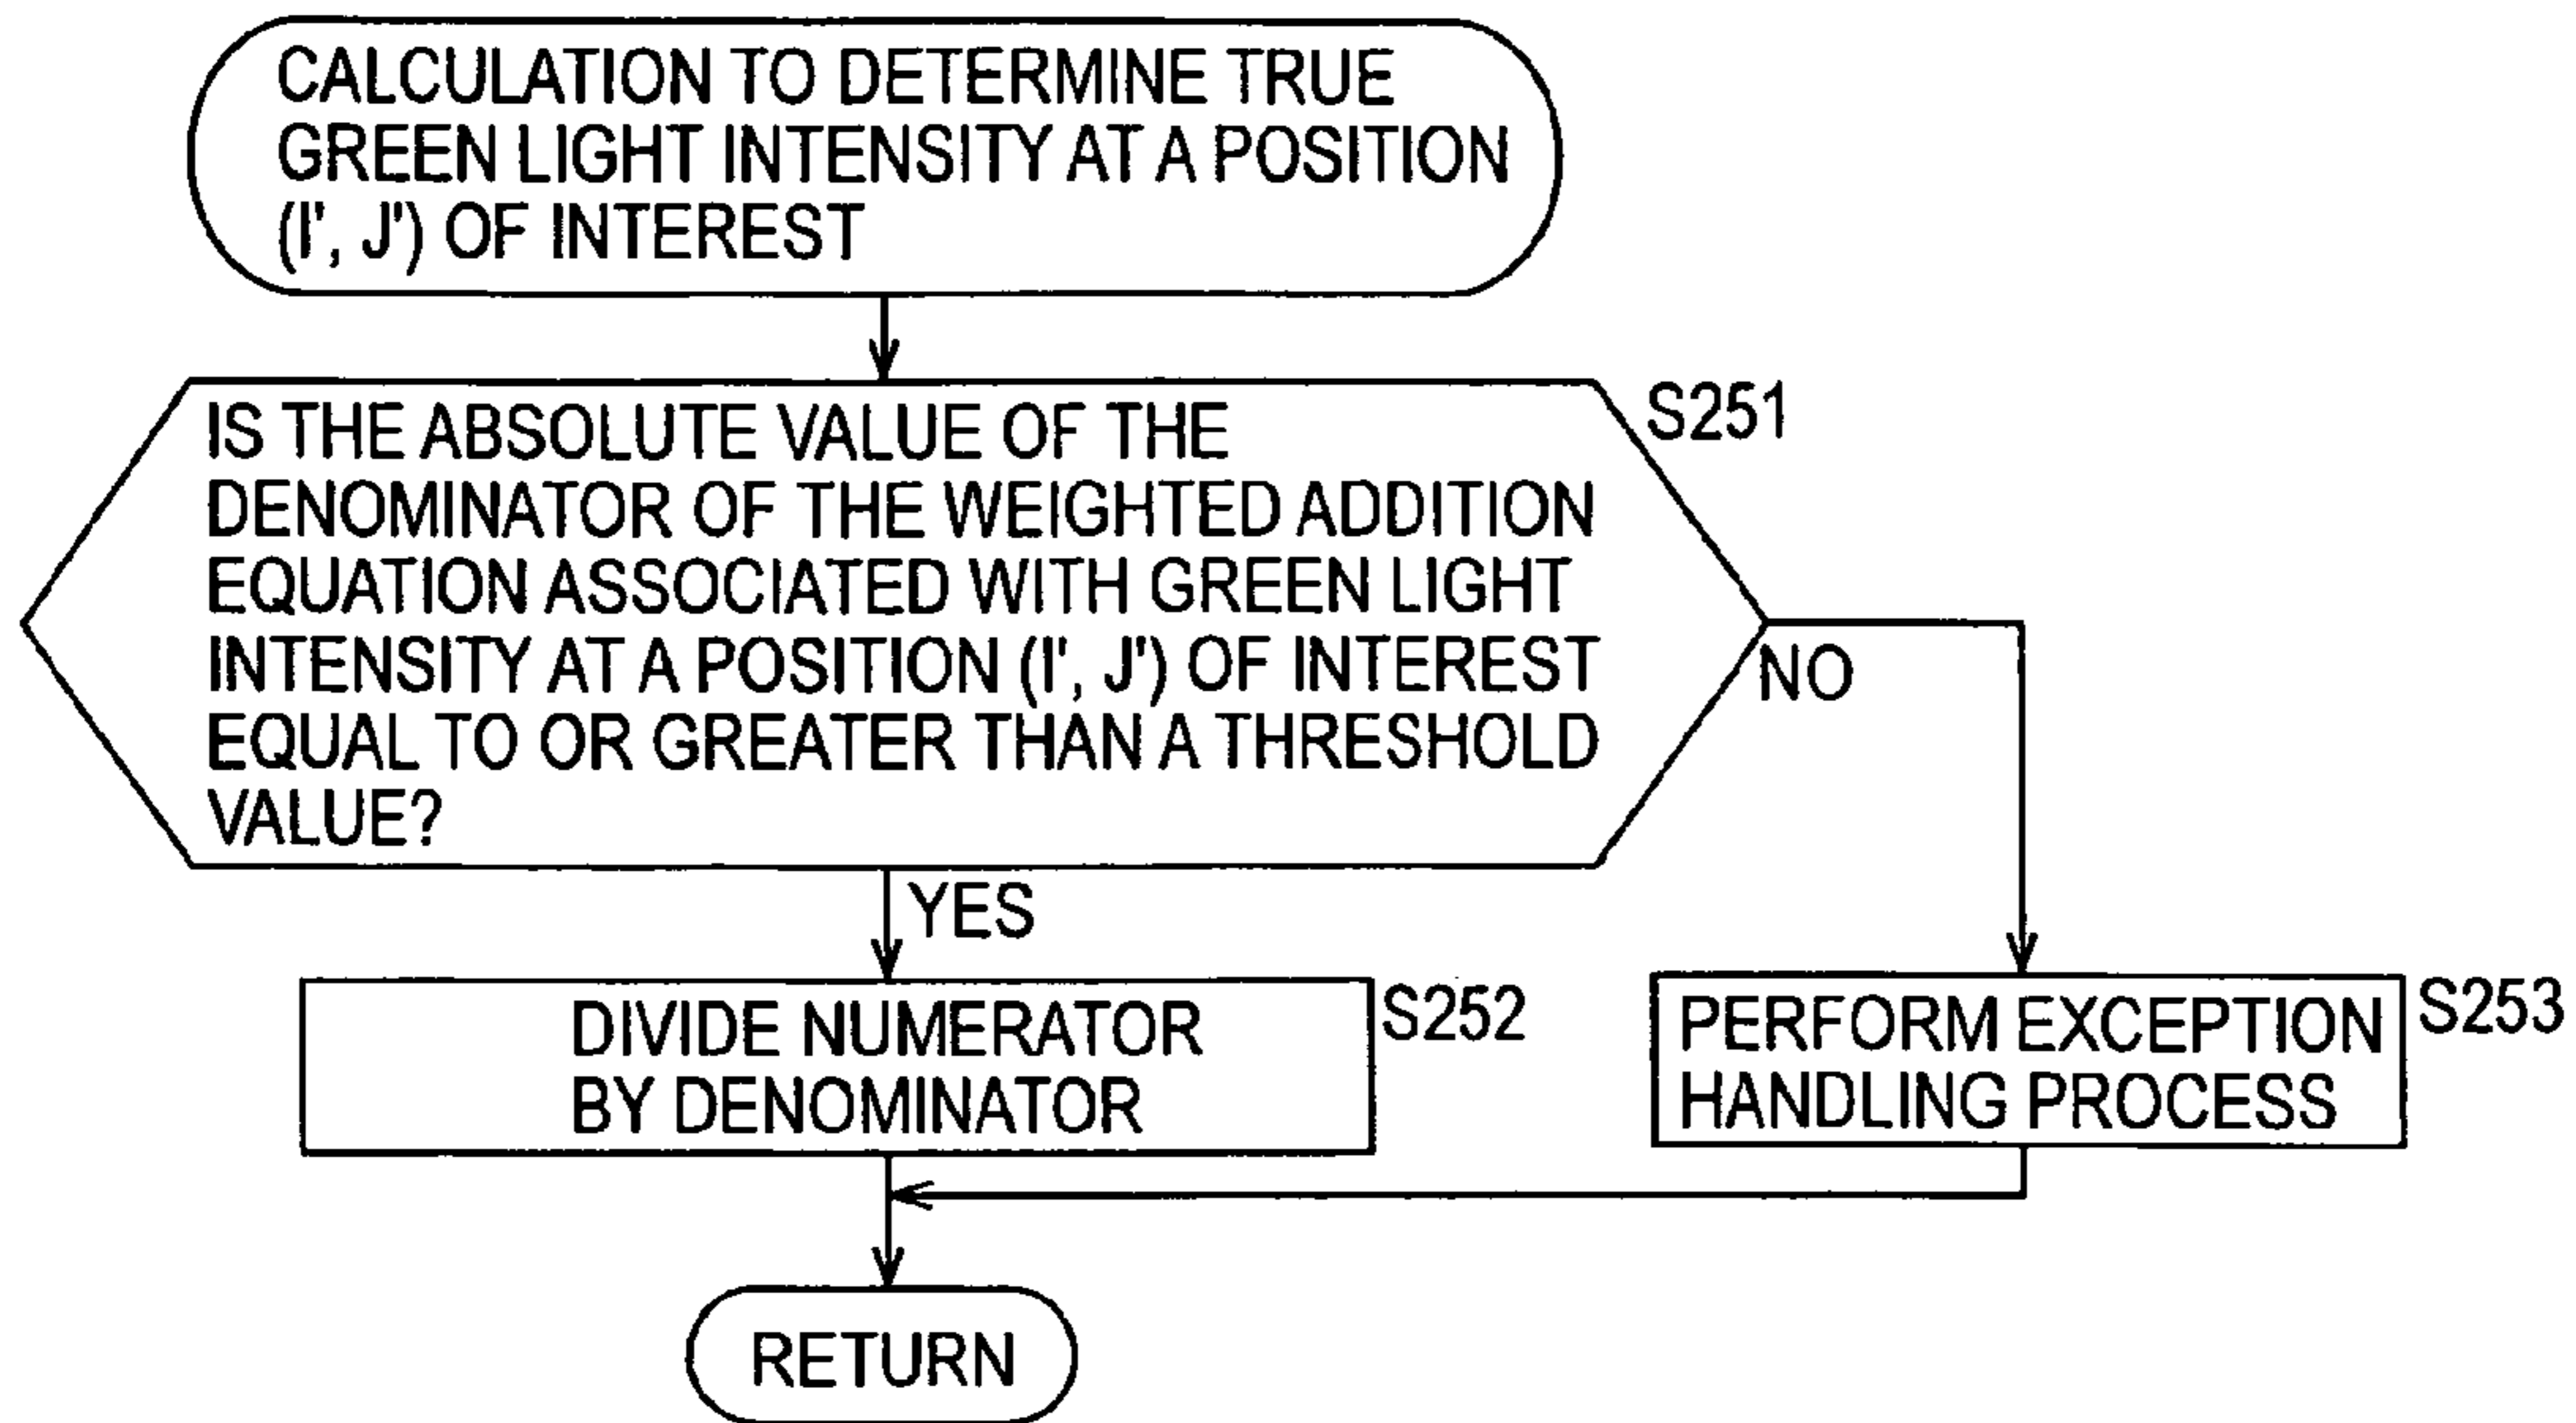 CALCULATION TO DETERMINE TRUE
GREEN LIGHT INTENSITY AT A POSITION
(I', J') OF INTEREST
IS THE ABSOLUTE VALUE OF THE
DENOMINATOR OF THE WEIGHTED ADDITION
EQUATION ASSOCIATED WITH GREEN LIGHT
INTENSITY AT A POSITION (I', J') OF INTEREST
EQUAL TO OR GREATER THAN A THRESHOLD
VALUE?
S251
NO
YES
DIVIDE NUMERATOR
BY DENOMINATOR
S252
PERFORM EXCEPTION
HANDLING PROCESS
S253
RETURN